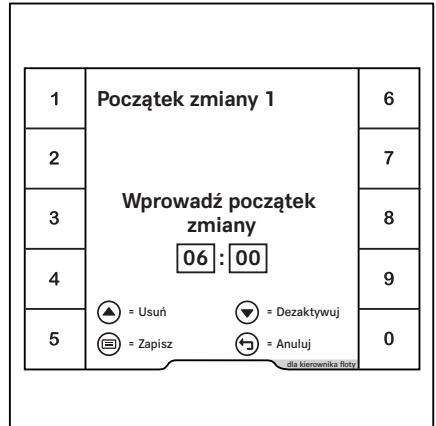 1
Początek zmiany 1
6
2
7
3
Wprowadź początek
zmiany
8
06 : 00
4
9
= Usuń
= Dezaktywuj
5
= Zapisz
= Anuluj
0
dla kierownika floty